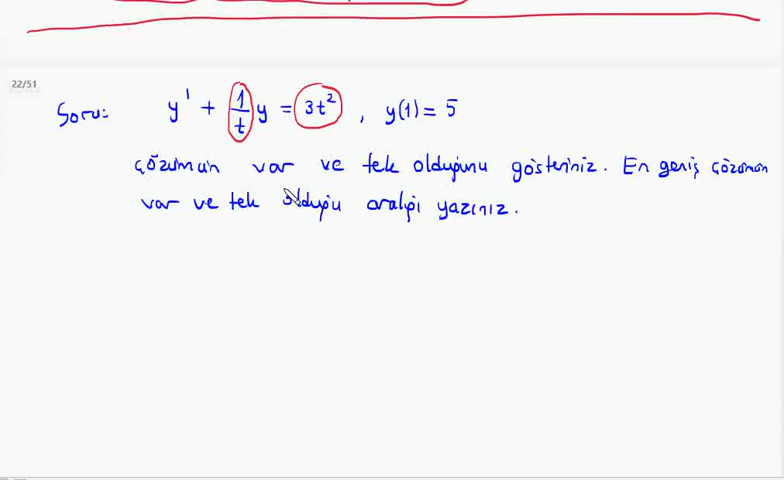 22/51
Soru: y' + 1/t y = 3t² , y(1) = 5
çözümün var ve tek olduğunu gösteriniz. En geniş çözümün
var ve tek olduğu aralığı yazınız.